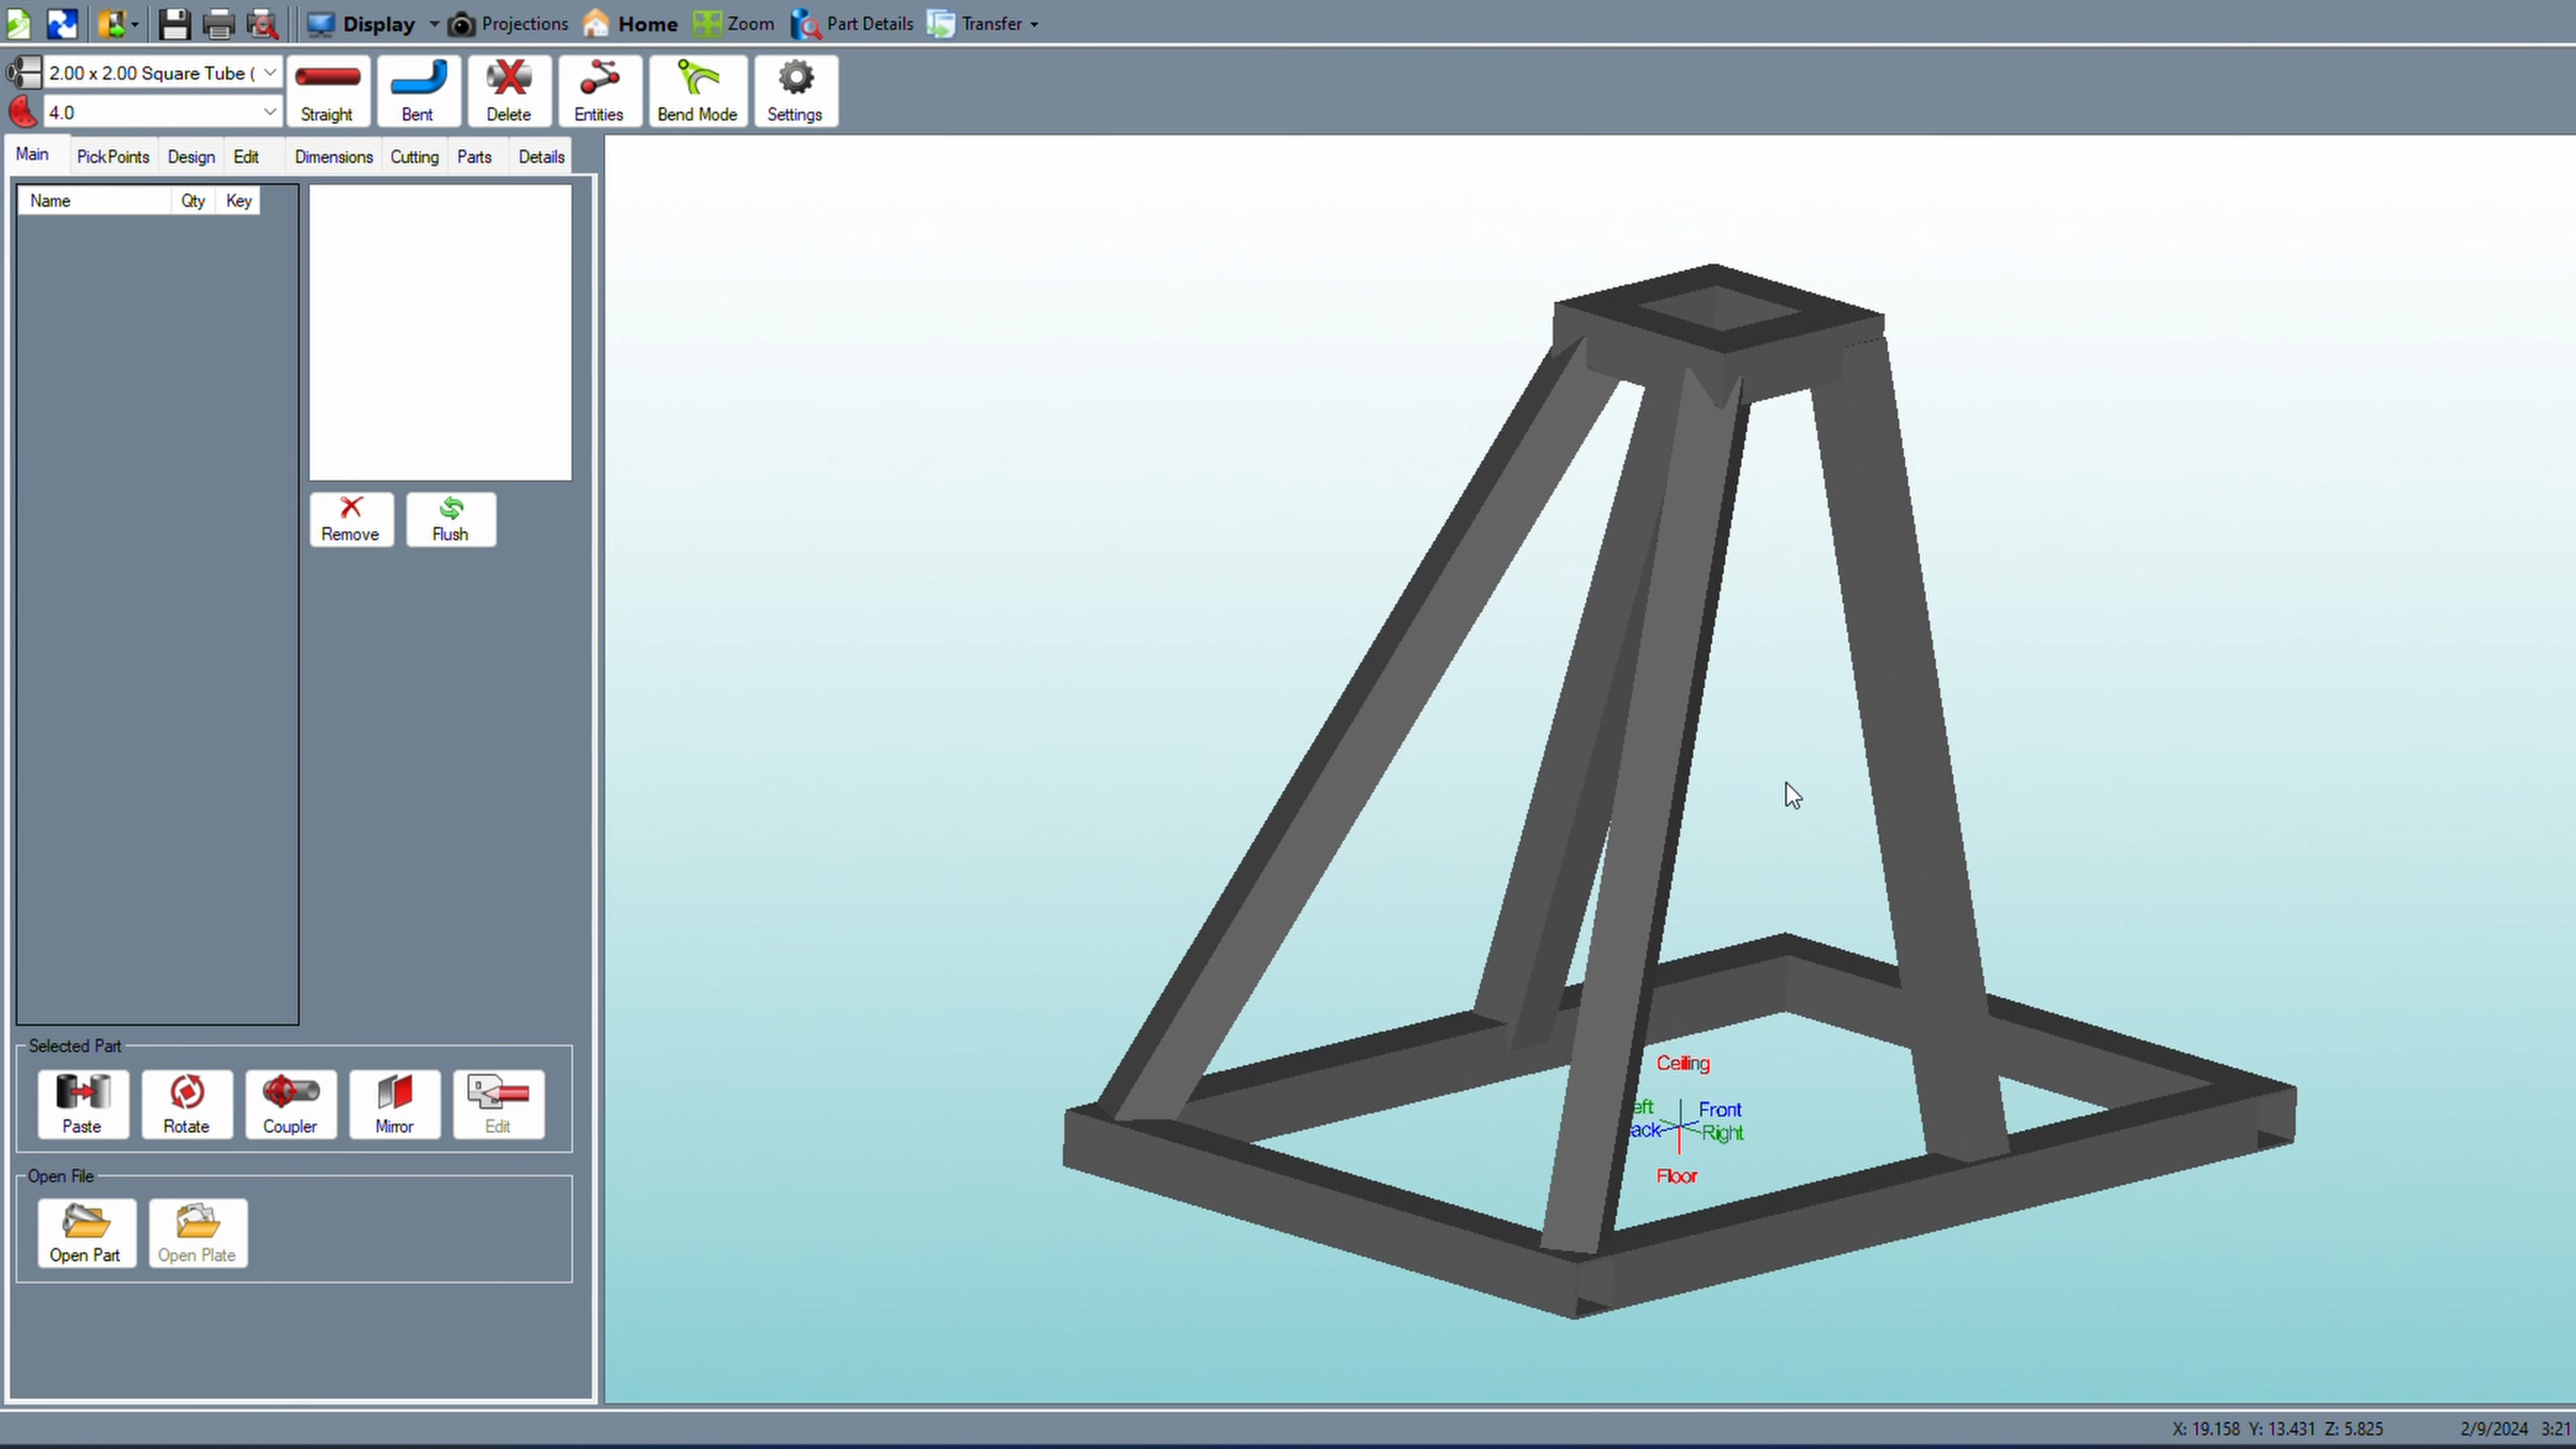 Display Projections Home Zoom Part Details Transfer
2.00 x 2.00 Square Tube (
4.0
Straight Bent Delete Entities Bend Mode Settings
Main PickPoints Design Edit Dimensions Cutting Parts Details
Name Qty Key
Remove Flush
Selected Part
Paste Rotate Coupler Mirror Edit
Open File
Open Part Open Plate
Ceiling
eft Front
ack Right
Floor
X: 19.158 Y: 13.431 Z: 5.825 2/9/2024 3:21